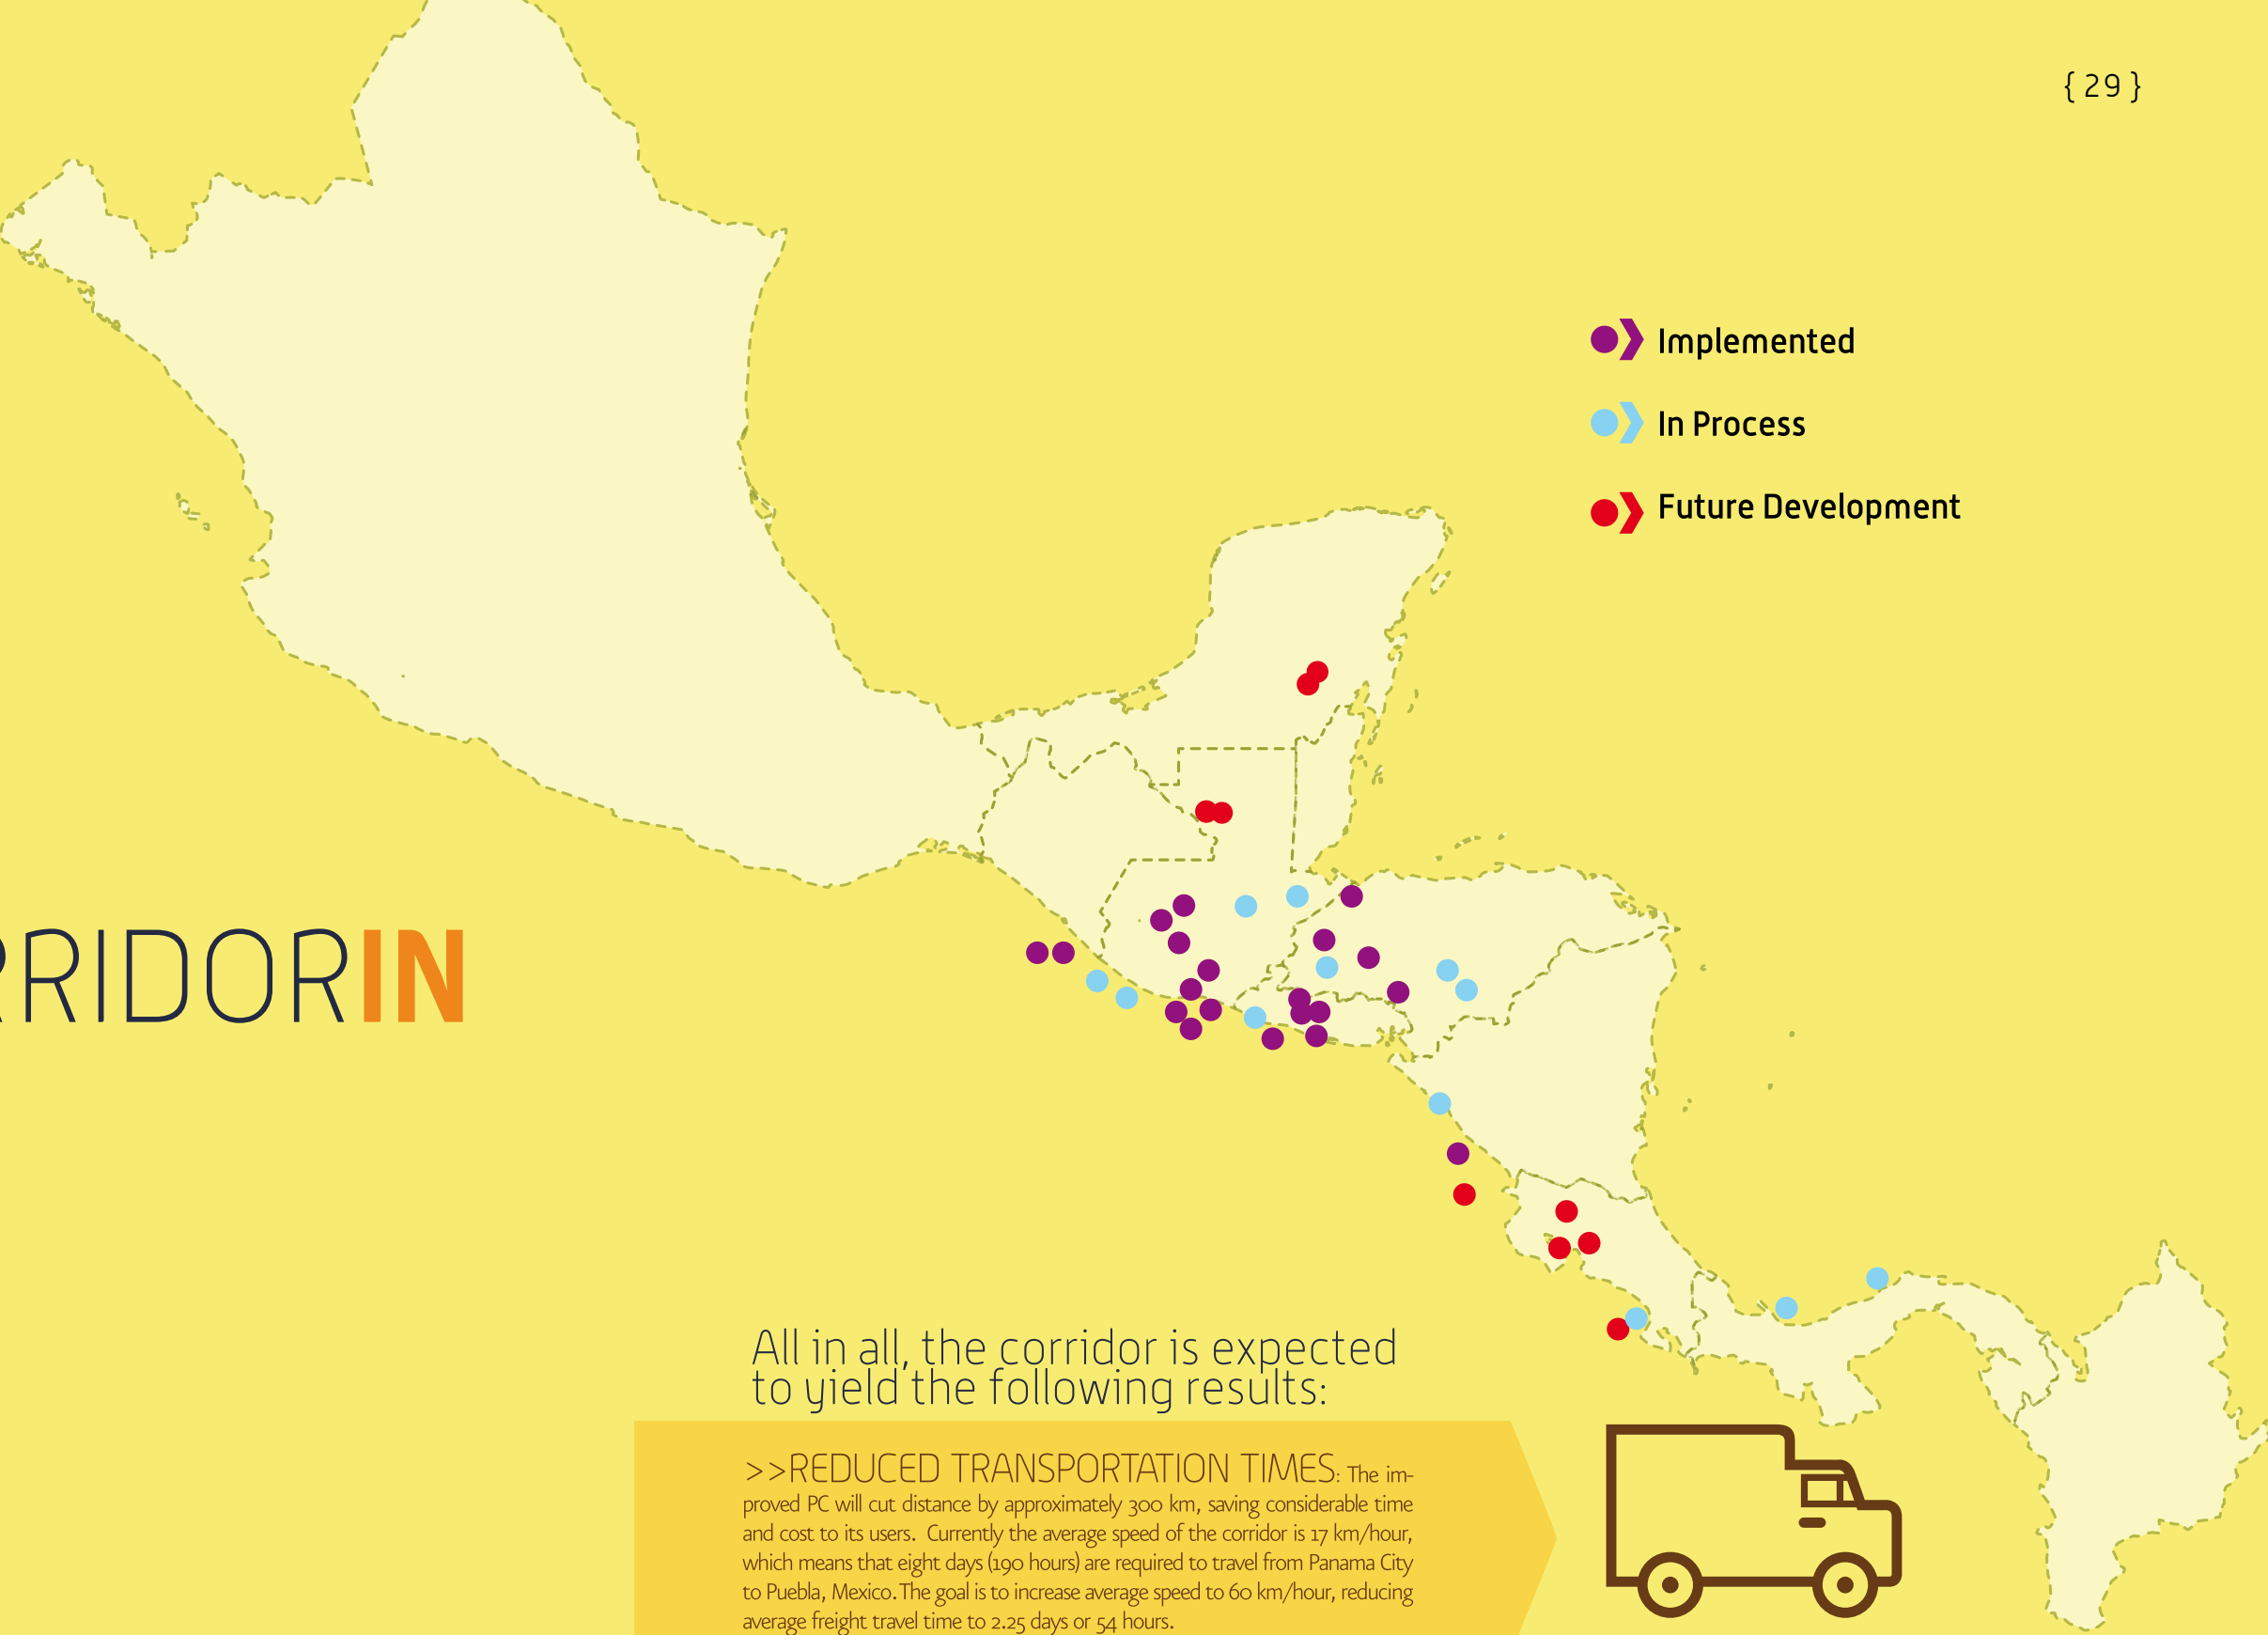 { 29 }
Implemented
In Process
Future Development
RRIDORIN
All in all, the corridor is expected
to yield the following results:
>>REDUCED TRANSPORTATION TIMES: The im-
proved PC will cut distance by approximately 300 km, saving considerable time
and cost to its users. Currently the average speed of the corridor is 17 km/hour,
which means that eight days (190 hours) are required to travel from Panama City
to Puebla, Mexico. The goal is to increase average speed to 60 km/hour, reducing
average freight travel time to 2.25 days or 54 hours.